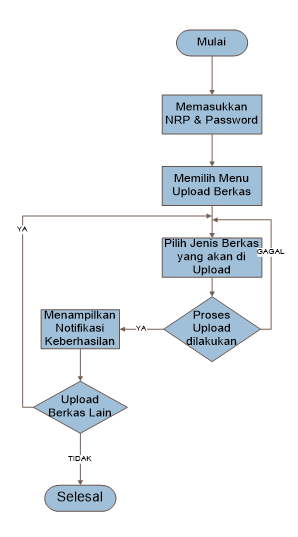 Mulai
Memasukkan
NRP & Password
Memilih Menu
Upload Berkas
YA
Pilih Jenis Berkas
yang akan di
Upload
GAGAL
Menampilkan
Notifikasi
Keberhasilan
YA
Proses
Upload
dilakukan
Upload
Berkas Lain
TIDAK
Selesal